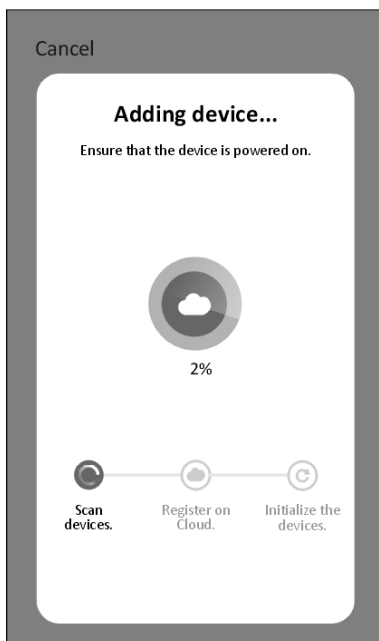 Cancel
Adding device...
Ensure that the device is powered on.
2%
Scan
devices.
Register on
Cloud.
Initialize the
devices.